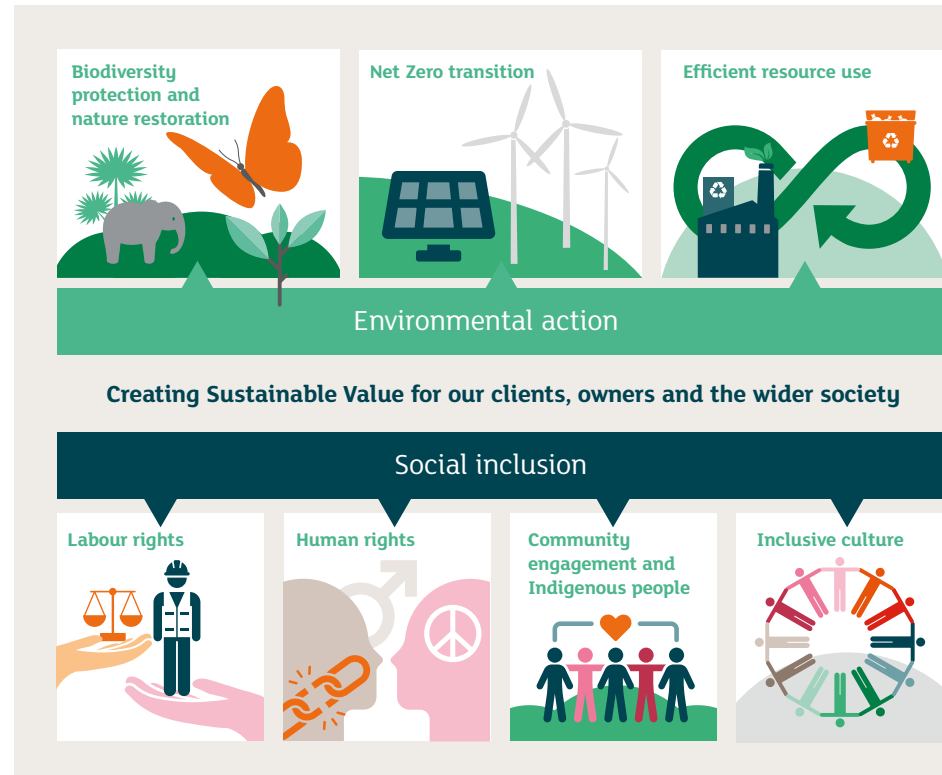 Biodiversity
protection and
nature restoration
Net Zero transition
Efficient resource use
Environmental action
Creating Sustainable Value for our clients, owners and the wider society
Social inclusion
Labour rights
Human rights
Community
engagement and
Indigenous people
Inclusive culture